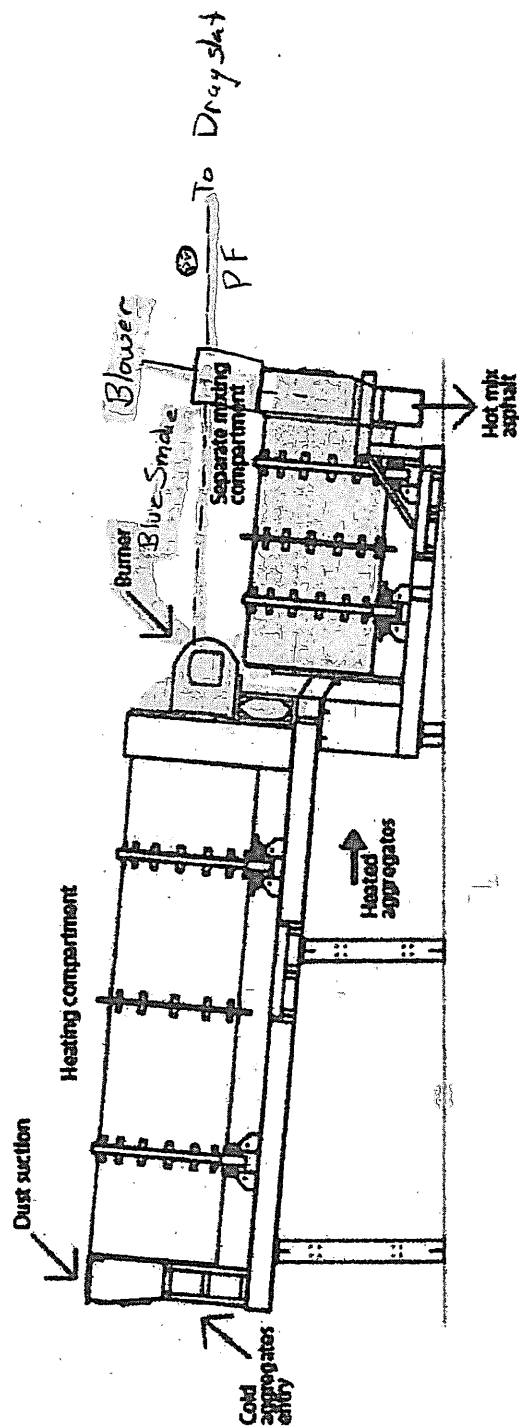 Dust suction
Cold
aggregates
entry
Heating compartment
Heated
aggregates
Burner
Blue Smoke
Blower
Separate mixing
compartment
PF
To Dragslat
Hot mix
asphalt